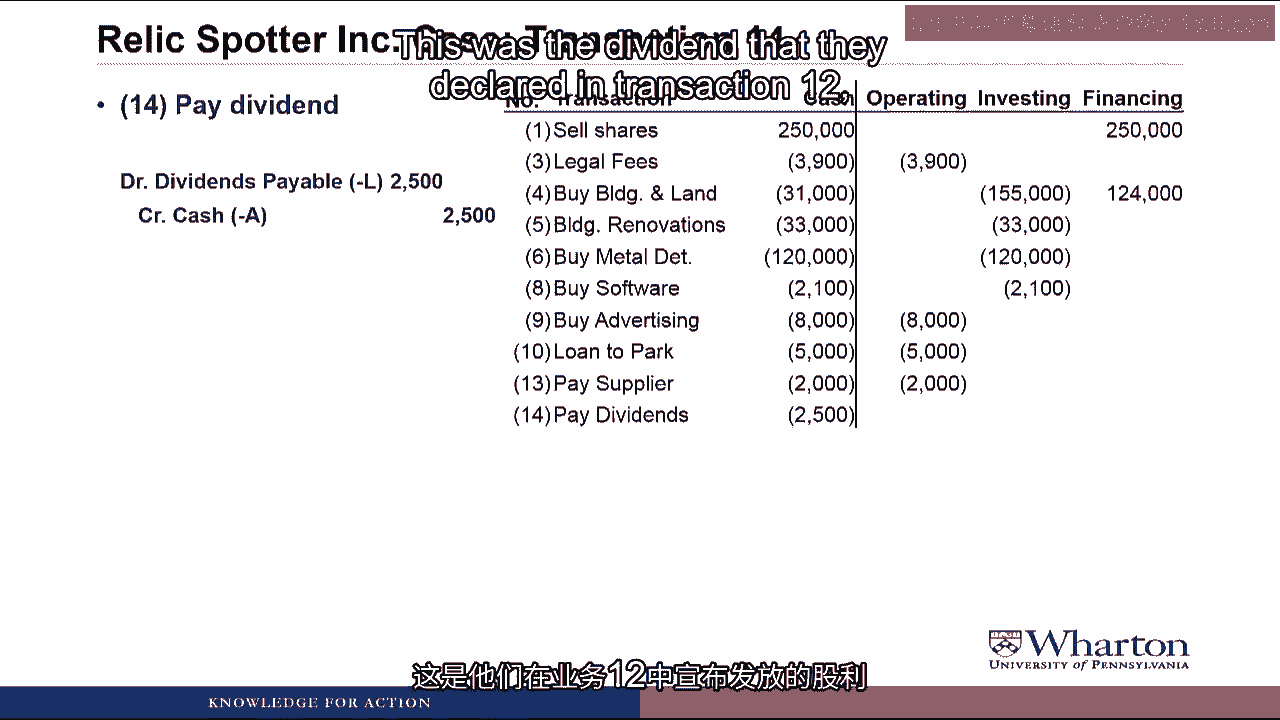 Relic Spotter Inc. Case: Transaction 14
This was the dividend that they
declared in transaction 12,
• (14) Pay dividend
Dr. Dividends Payable (-L) 2,500
Cr. Cash (-A) 2,500
No. Transaction Cash Operating Investing Financing
(1) Sell shares 250,000 250,000
(3) Legal Fees (3,900) (3,900)
(4) Buy Bldg. & Land (31,000) (155,000) 124,000
(5) Bldg. Renovations (33,000) (33,000)
(6) Buy Metal Det. (120,000) (120,000)
(8) Buy Software (2,100) (2,100)
(9) Buy Advertising (8,000) (8,000)
(10) Loan to Park (5,000) (5,000)
(13) Pay Supplier (2,000) (2,000)
(14) Pay Dividends (2,500)
Wharton
UNIVERSITY of PENNSYLVANIA
这是他们在业务12中宣布发放的股利
KNOWLEDGE FOR ACTION